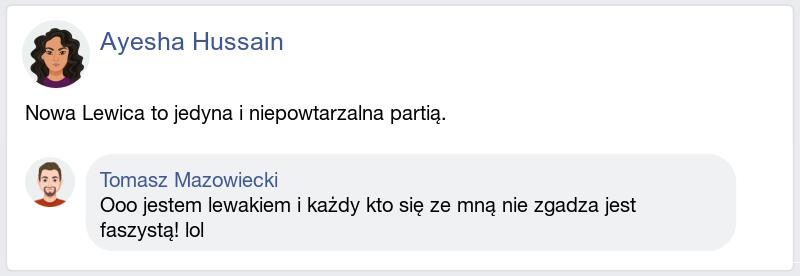 Ayesha Hussain
Nowa Lewica to jedyna i niepowtarzalna partią.
Tomasz Mazowiecki
Ooo jestem lewakiem i każdy kto się ze mną nie zgadza jest
faszystą! lol